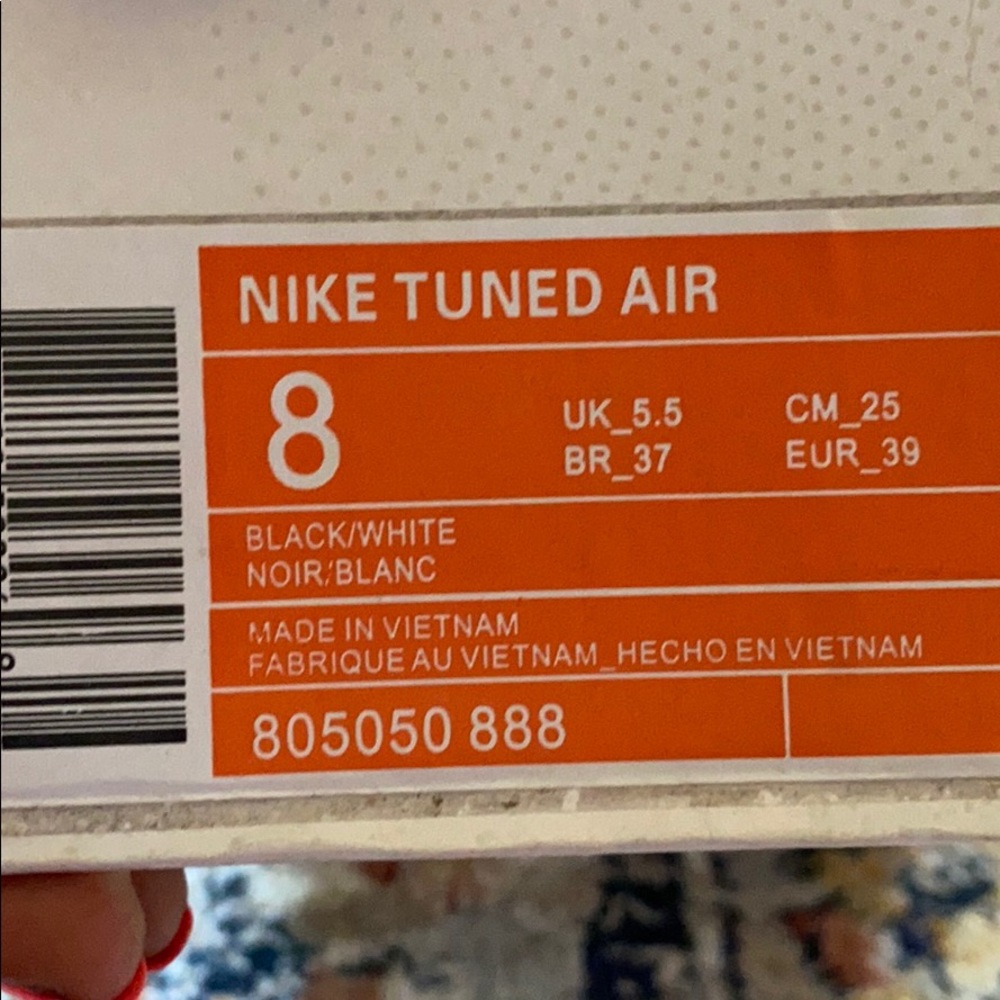 NIKE TUNED AIR
8
UK_5.5
CM_25
BR_37
EUR_39
BLACK/WHITE
NOIR/BLANC
MADE IN VIETNAM
FABRIQUE AU VIETNAM_HECHO EN VIETNAM
805050 888